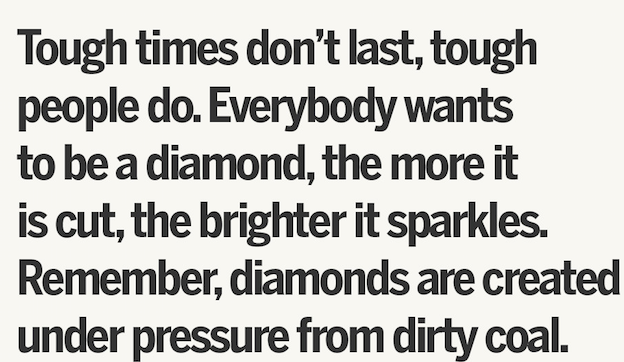 Tough times don’t last, tough
people do. Everybody wants
to be a diamond, the more it
is cut, the brighter it sparkles.
Remember, diamonds are created
under pressure from dirty coal.